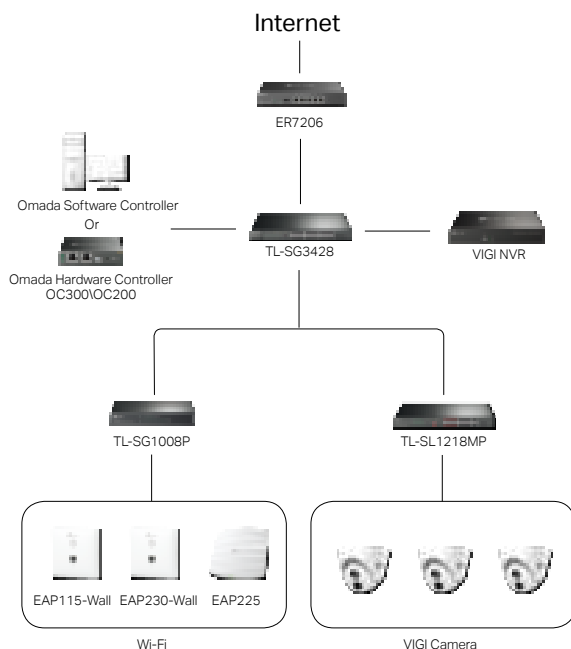 Internet
ER7206
Omada Software Controller
Or
Omada Hardware Controller
OC300\OC200
TL-SG3428
VIGI NVR
TL-SG1008P
TL-SL1218MP
EAP115-Wall
EAP230-Wall
EAP225
Wi-Fi
VIGI Camera